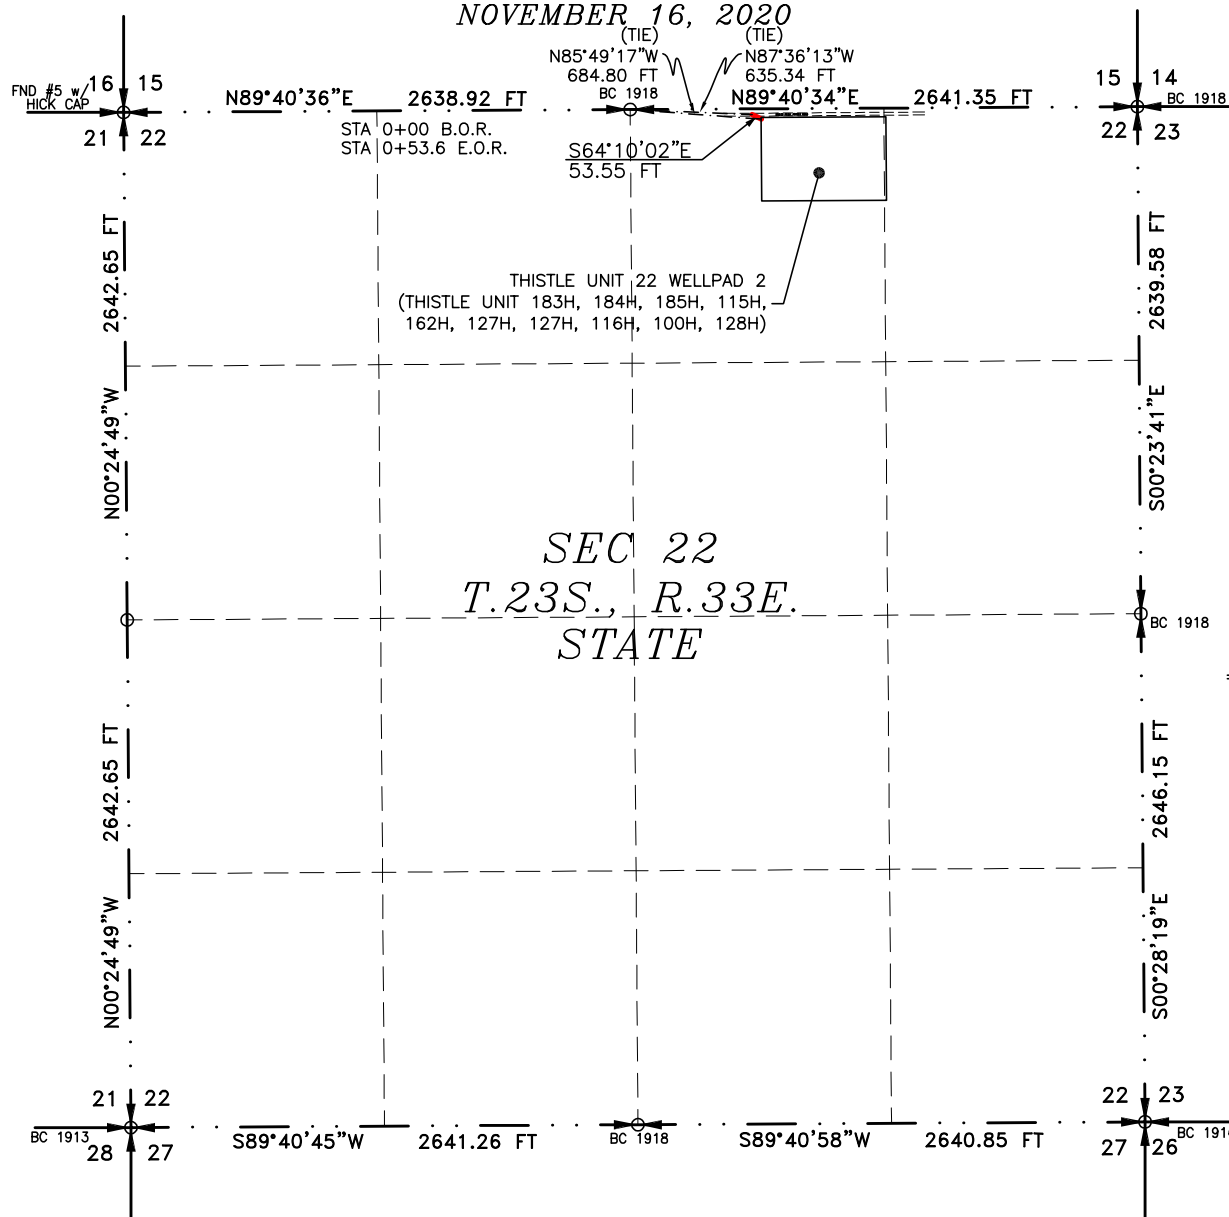 NOVEMBER 16, 2020
(TIE)
N85°49'17"W
684.80 FT
(TIE)
N87°36'13"W
635.34 FT
FND #5 w/
HICK CAP
16 15
21 22
N89°40'36"E 2638.92 FT
BC 1918
N89°40'34"E 2641.35 FT
15 14
22 23
BC 1918
STA 0+00 B.O.R.
STA 0+53.6 E.O.R.
S64°10'02"E
53.55 FT
2642.65 FT
N00°24'49"W
THISTLE UNIT 22 WELLPAD 2
(THISTLE UNIT 183H, 184H, 185H, 115H,
162H, 127H, 127H, 116H, 100H, 128H)
2639.58 FT
S00°23'41"E
SEC 22
T.23S., R.33E.
STATE
BC 1918
2642.65 FT
N00°24'49"W
2646.15 FT
S00°28'19"E
21 22
28 27
BC 1913
S89°40'45"W 2641.26 FT
BC 1918
S89°40'58"W 2640.85 FT
22 23
27 26